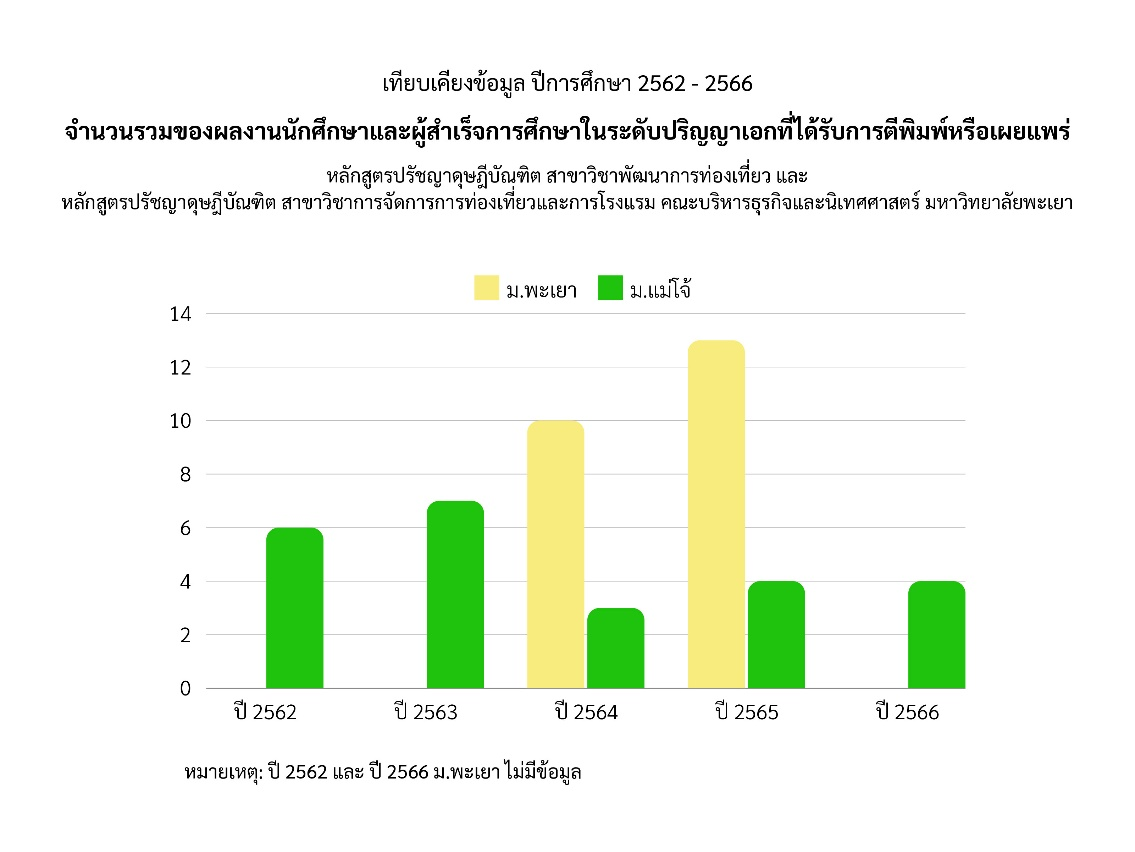 เทียบเคียงข้อมูล ปีการศึกษา 2562 - 2566
จำนวนรวมของผลงานนักศึกษาและผู้สำเร็จการศึกษาในระดับปริญญาเอกที่ได้รับการตีพิมพ์หรือเผยแพร่
หลักสูตรปรัชญาดุษฎีบัณฑิต สาขาวิชาพัฒนาการท่องเที่ยว และ
หลักสูตรปรัชญาดุษฎีบัณฑิต สาขาวิชาการจัดการการท่องเที่ยวและการโรงแรม คณะบริหารธุรกิจและนิเทศศาสตร์ มหาวิทยาลัยพะเยา
ม.พะเยา ม.แม่โจ้
14
12
10
8
6
4
2
0
ปี 2562 ปี 2563 ปี 2564 ปี 2565 ปี 2566
หมายเหตุ: ปี 2562 และ ปี 2566 ม.พะเยา ไม่มีข้อมูล